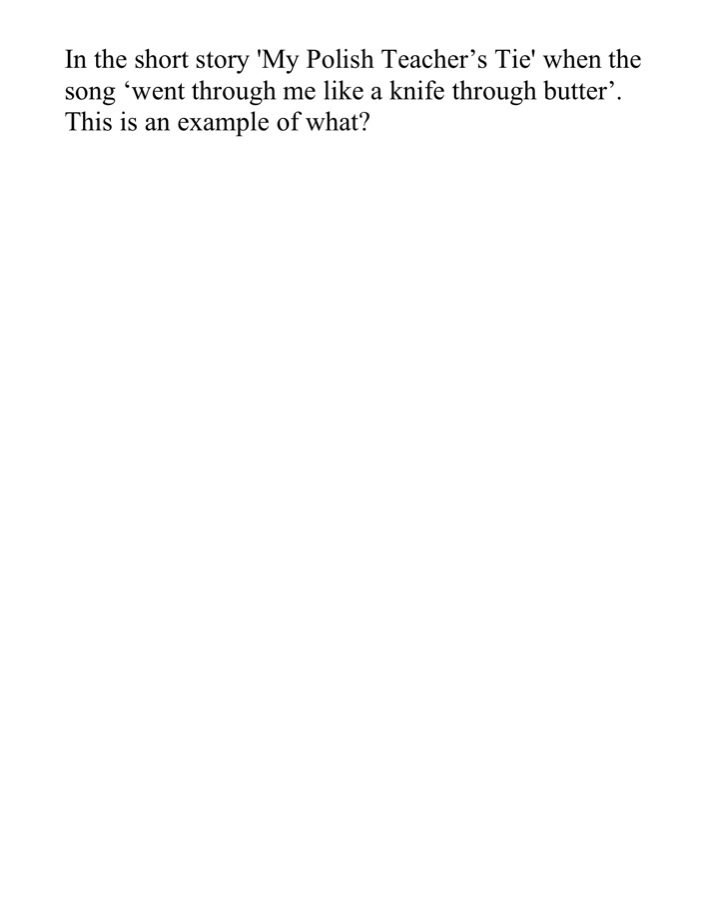 In the short story 'My Polish Teacher’s Tie' when the
song ‘went through me like a knife through butter’.
This is an example of what?